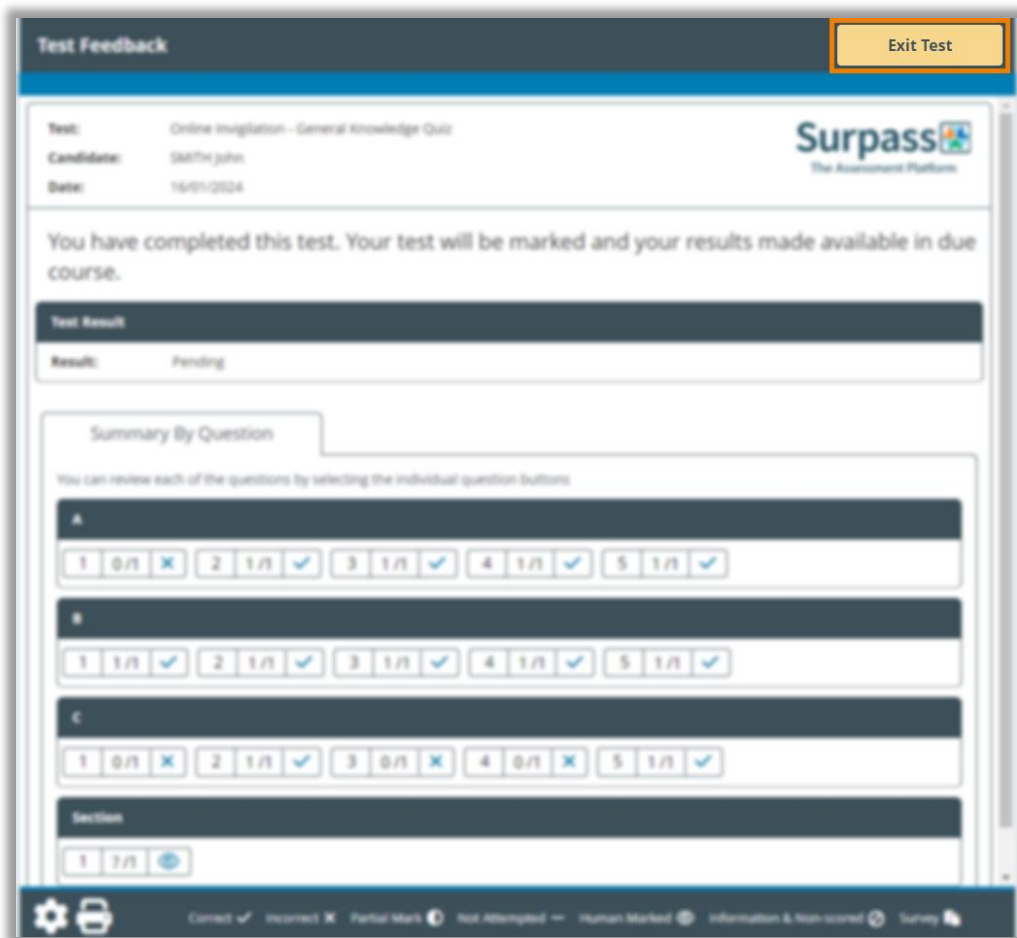 Test Feedback
Exit Test
Test: Online Invigilation - General Knowledge Quiz
Candidate: SMITH John
Date: 16/01/2024
Surpass
The Assessment Platform
You have completed this test. Your test will be marked and your results made available in due
course.
Test Result
Result: Pending
Summary By Question
You can review each of the questions by selecting the individual question buttons
A
1 0/1 2 1/1 3 1/1 4 1/1 5 1/1
B
1 1/1 2 1/1 3 1/1 4 1/1 5 1/1
C
1 0/1 2 1/1 3 0/1 4 0/1 5 1/1
Section
1 ?/1
Correct Incorrect Partial Mark Not Attempted Human Marked Information & Non-scored Survey